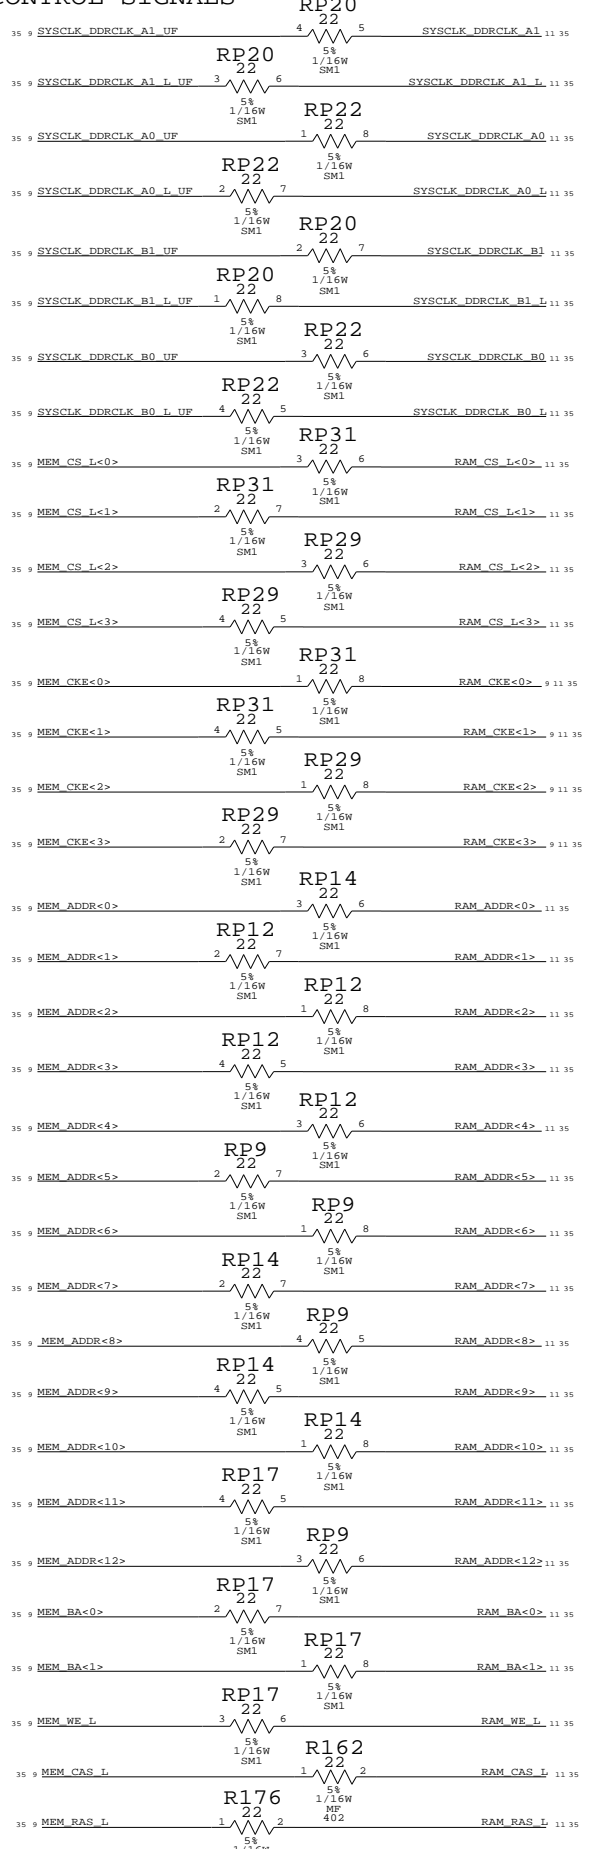 CONTROL SIGNALS
RP20
22
35 9 SYSCLK_DDRCLK_A1_UF 4 5 SYSCLK_DDRCLK_A1 11 35
5%
1/16W
SM1
RP20
22
35 9 SYSCLK_DDRCLK_A1_L_UF 3 6 SYSCLK_DDRCLK_A1_L 11 35
5%
1/16W
SM1
RP22
22
35 9 SYSCLK_DDRCLK_A0_UF 1 8 SYSCLK_DDRCLK_A0 11 35
5%
1/16W
SM1
RP22
22
35 9 SYSCLK_DDRCLK_A0_L_UF 2 7 SYSCLK_DDRCLK_A0_L 11 35
5%
1/16W
SM1
RP20
22
35 9 SYSCLK_DDRCLK_B1_UF 2 7 SYSCLK_DDRCLK_B1 11 35
5%
1/16W
SM1
RP20
22
35 9 SYSCLK_DDRCLK_B1_L_UF 1 8 SYSCLK_DDRCLK_B1_L 11 35
5%
1/16W
SM1
RP22
22
35 9 SYSCLK_DDRCLK_B0_UF 3 6 SYSCLK_DDRCLK_B0 11 35
5%
1/16W
SM1
RP22
22
35 9 SYSCLK_DDRCLK_B0_L_UF 4 5 SYSCLK_DDRCLK_B0_L 11 35
5%
1/16W
SM1
RP31
22
35 9 MEM_CS_L<0> 3 6 RAM_CS_L<0> 11 35
5%
1/16W
SM1
RP31
22
35 9 MEM_CS_L<1> 2 7 RAM_CS_L<1> 11 35
5%
1/16W
SM1
RP29
22
35 9 MEM_CS_L<2> 3 6 RAM_CS_L<2> 11 35
5%
1/16W
SM1
RP29
22
35 9 MEM_CS_L<3> 4 5 RAM_CS_L<3> 11 35
5%
1/16W
SM1
RP31
22
35 9 MEM_CKE<0> 1 8 RAM_CKE<0> 9 11 35
5%
1/16W
SM1
RP31
22
35 9 MEM_CKE<1> 4 5 RAM_CKE<1> 9 11 35
5%
1/16W
SM1
RP29
22
35 9 MEM_CKE<2> 1 8 RAM_CKE<2> 9 11 35
5%
1/16W
SM1
RP29
22
35 9 MEM_CKE<3> 2 7 RAM_CKE<3> 9 11 35
5%
1/16W
SM1
RP14
22
35 9 MEM_ADDR<0> 3 6 RAM_ADDR<0> 11 35
5%
1/16W
SM1
RP12
22
35 9 MEM_ADDR<1> 2 7 RAM_ADDR<1> 11 35
5%
1/16W
SM1
RP12
22
35 9 MEM_ADDR<2> 1 8 RAM_ADDR<2> 11 35
5%
1/16W
SM1
RP12
22
35 9 MEM_ADDR<3> 4 5 RAM_ADDR<3> 11 35
5%
1/16W
SM1
RP12
22
35 9 MEM_ADDR<4> 3 6 RAM_ADDR<4> 11 35
5%
1/16W
SM1
RP9
22
35 9 MEM_ADDR<5> 2 7 RAM_ADDR<5> 11 35
5%
1/16W
SM1
RP9
22
35 9 MEM_ADDR<6> 1 8 RAM_ADDR<6> 11 35
5%
1/16W
SM1
RP14
22
35 9 MEM_ADDR<7> 2 7 RAM_ADDR<7> 11 35
5%
1/16W
SM1
RP9
22
35 9 MEM_ADDR<8> 4 5 RAM_ADDR<8> 11 35
5%
1/16W
SM1
RP14
22
35 9 MEM_ADDR<9> 4 5 RAM_ADDR<9> 11 35
5%
1/16W
SM1
RP14
22
35 9 MEM_ADDR<10> 1 8 RAM_ADDR<10> 11 35
5%
1/16W
SM1
RP17
22
35 9 MEM_ADDR<11> 4 5 RAM_ADDR<11> 11 35
5%
1/16W
SM1
RP9
22
35 9 MEM_ADDR<12> 3 6 RAM_ADDR<12> 11 35
5%
1/16W
SM1
RP17
22
35 9 MEM_BA<0> 2 7 RAM_BA<0> 11 35
5%
1/16W
SM1
RP17
22
35 9 MEM_BA<1> 1 8 RAM_BA<1> 11 35
5%
1/16W
SM1
RP17
22
35 9 MEM_WE_L 3 6 RAM_WE_L 11 35
5%
1/16W
SM1
R162
22
35 9 MEM_CAS_L 1 2 RAM_CAS_L 11 35
5%
1/16W
MF
402
R176
22
35 9 MEM_RAS_L 1 2 RAM_RAS_L 11 35
5%
1/16W